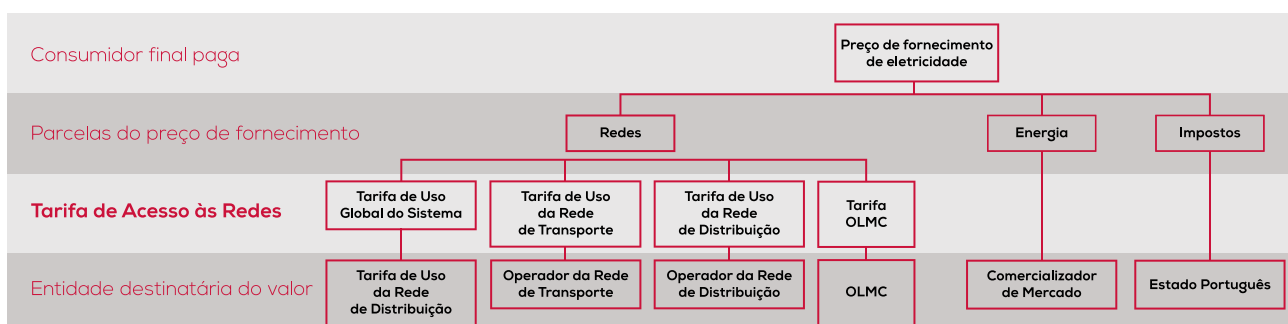 Consumidor final paga
Preço de fornecimento
de eletricidade
Parcelas do preço de fornecimento
Redes
Energia
Impostos
Tarifa de Acesso às Redes
Tarifa de Uso
Global do Sistema
Tarifa de Uso
da Rede
de Transporte
Tarifa de Uso
da Rede
de Distribuição
Tarifa
OLMC
Entidade destinatária do valor
Tarifa de Uso
da Rede
de Distribuição
Operador da Rede
de Transporte
Operador da Rede
de Distribuição
OLMC
Comercializador
de Mercado
Estado Português